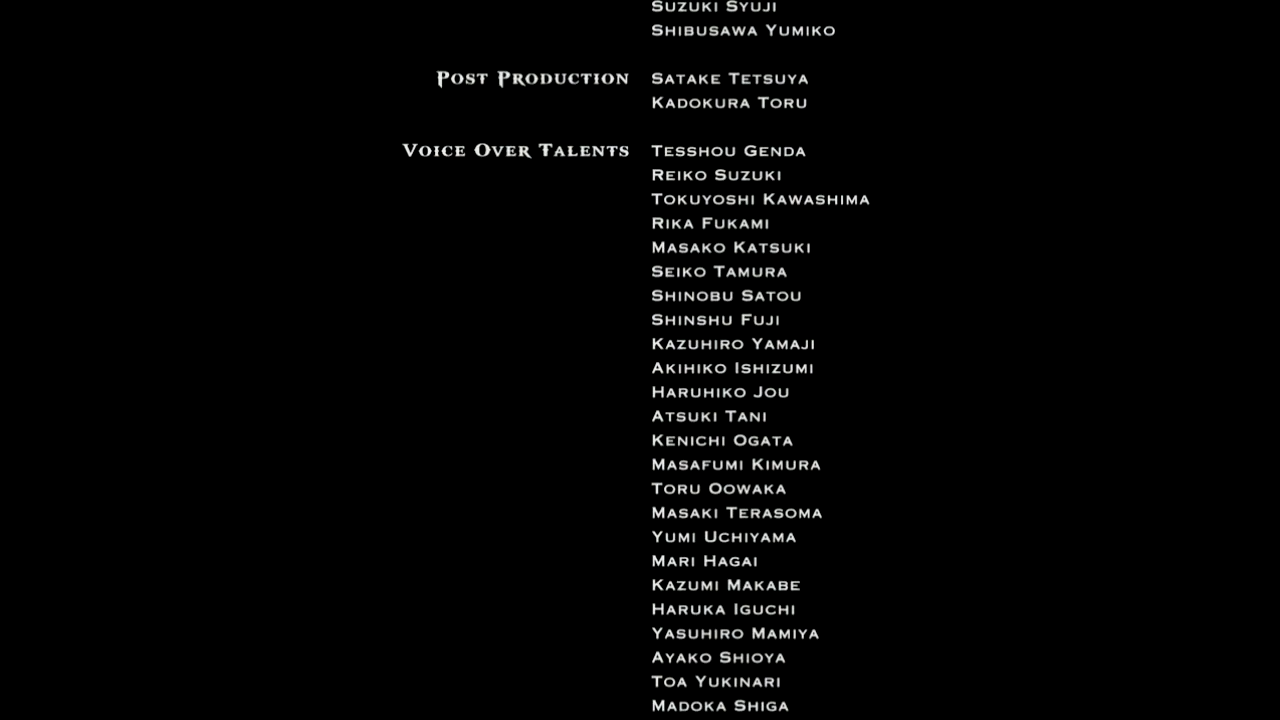 Suzuki Syuji
Shibusawa Yumiko
Post Production Satake Tetsuya
Kadokura Toru
Voice Over Talents Tesshou Genda
Reiko Suzuki
Tokuyoshi Kawashima
Rika Fukami
Masako Katsuki
Seiko Tamura
Shinobu Satou
Shinshu Fuji
Kazuhiro Yamaji
Akihiko Ishizumi
Haruhiko Jou
Atsuki Tani
Kenichi Ogata
Masafumi Kimura
Toru Oowaka
Masaki Terasoma
Yumi Uchiyama
Mari Hagai
Kazumi Makabe
Haruka Iguchi
Yasuhiro Mamiya
Ayako Shioya
Toa Yukinari
Madoka Shiga